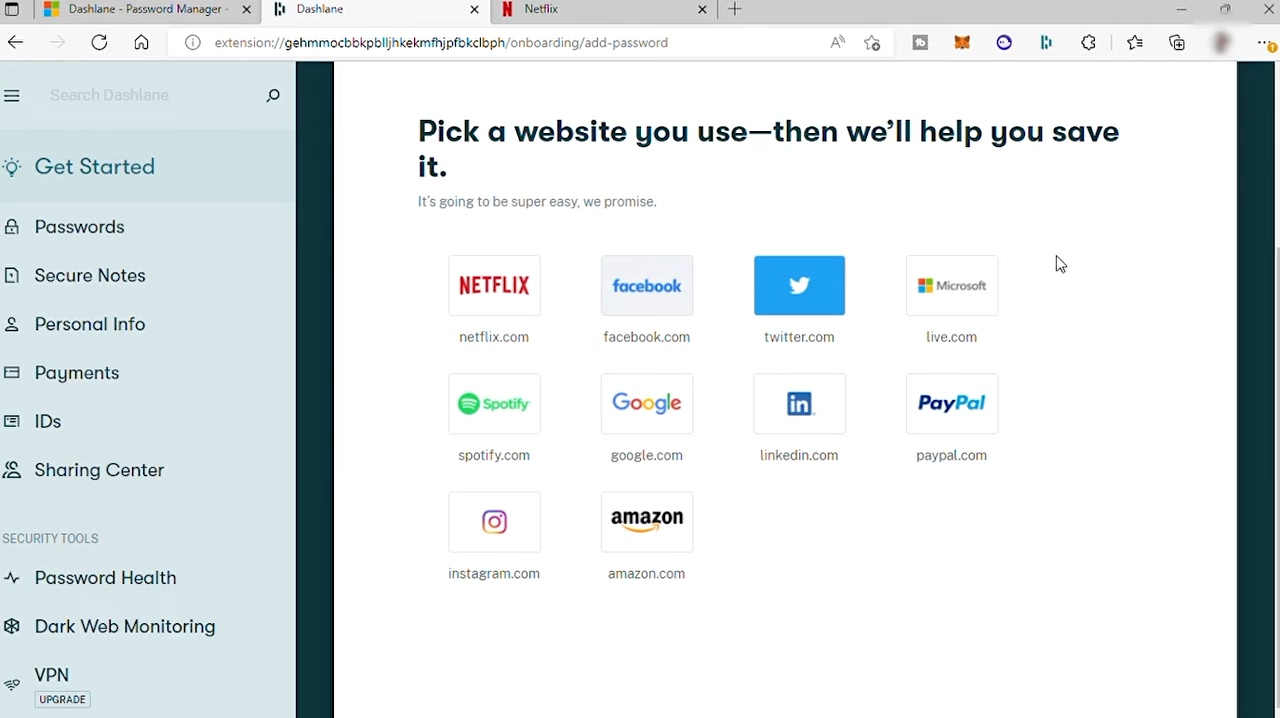 Dashlane - Password Manager -
Dashlane
Netflix
extension://gehmmocbbkpblljhkekmfhjpfbkclbph/onboarding/add-password
Search Dashlane
Get Started
Passwords
Secure Notes
Personal Info
Payments
IDs
Sharing Center
SECURITY TOOLS
Password Health
Dark Web Monitoring
VPN
UPGRADE
Pick a website you use—then we'll help you save
it.
It's going to be super easy, we promise.
NETFLIX
facebook
Microsoft
netflix.com
facebook.com
twitter.com
live.com
Spotify
Google
in
PayPal
spotify.com
google.com
linkedin.com
paypal.com
amazon
instagram.com
amazon.com